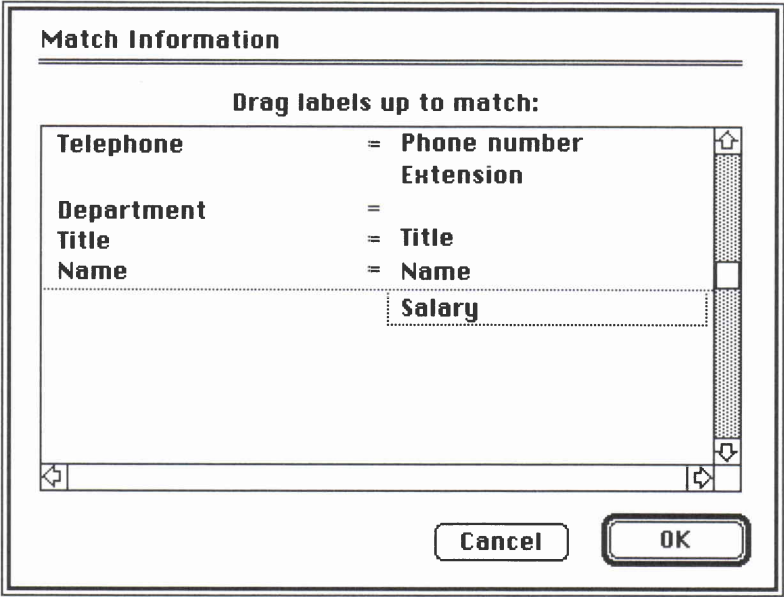 Match Information
Drag labels up to match:
Telephone = Phone number
Extension
Department =
Title = Title
Name = Name
Salary
Cancel OK